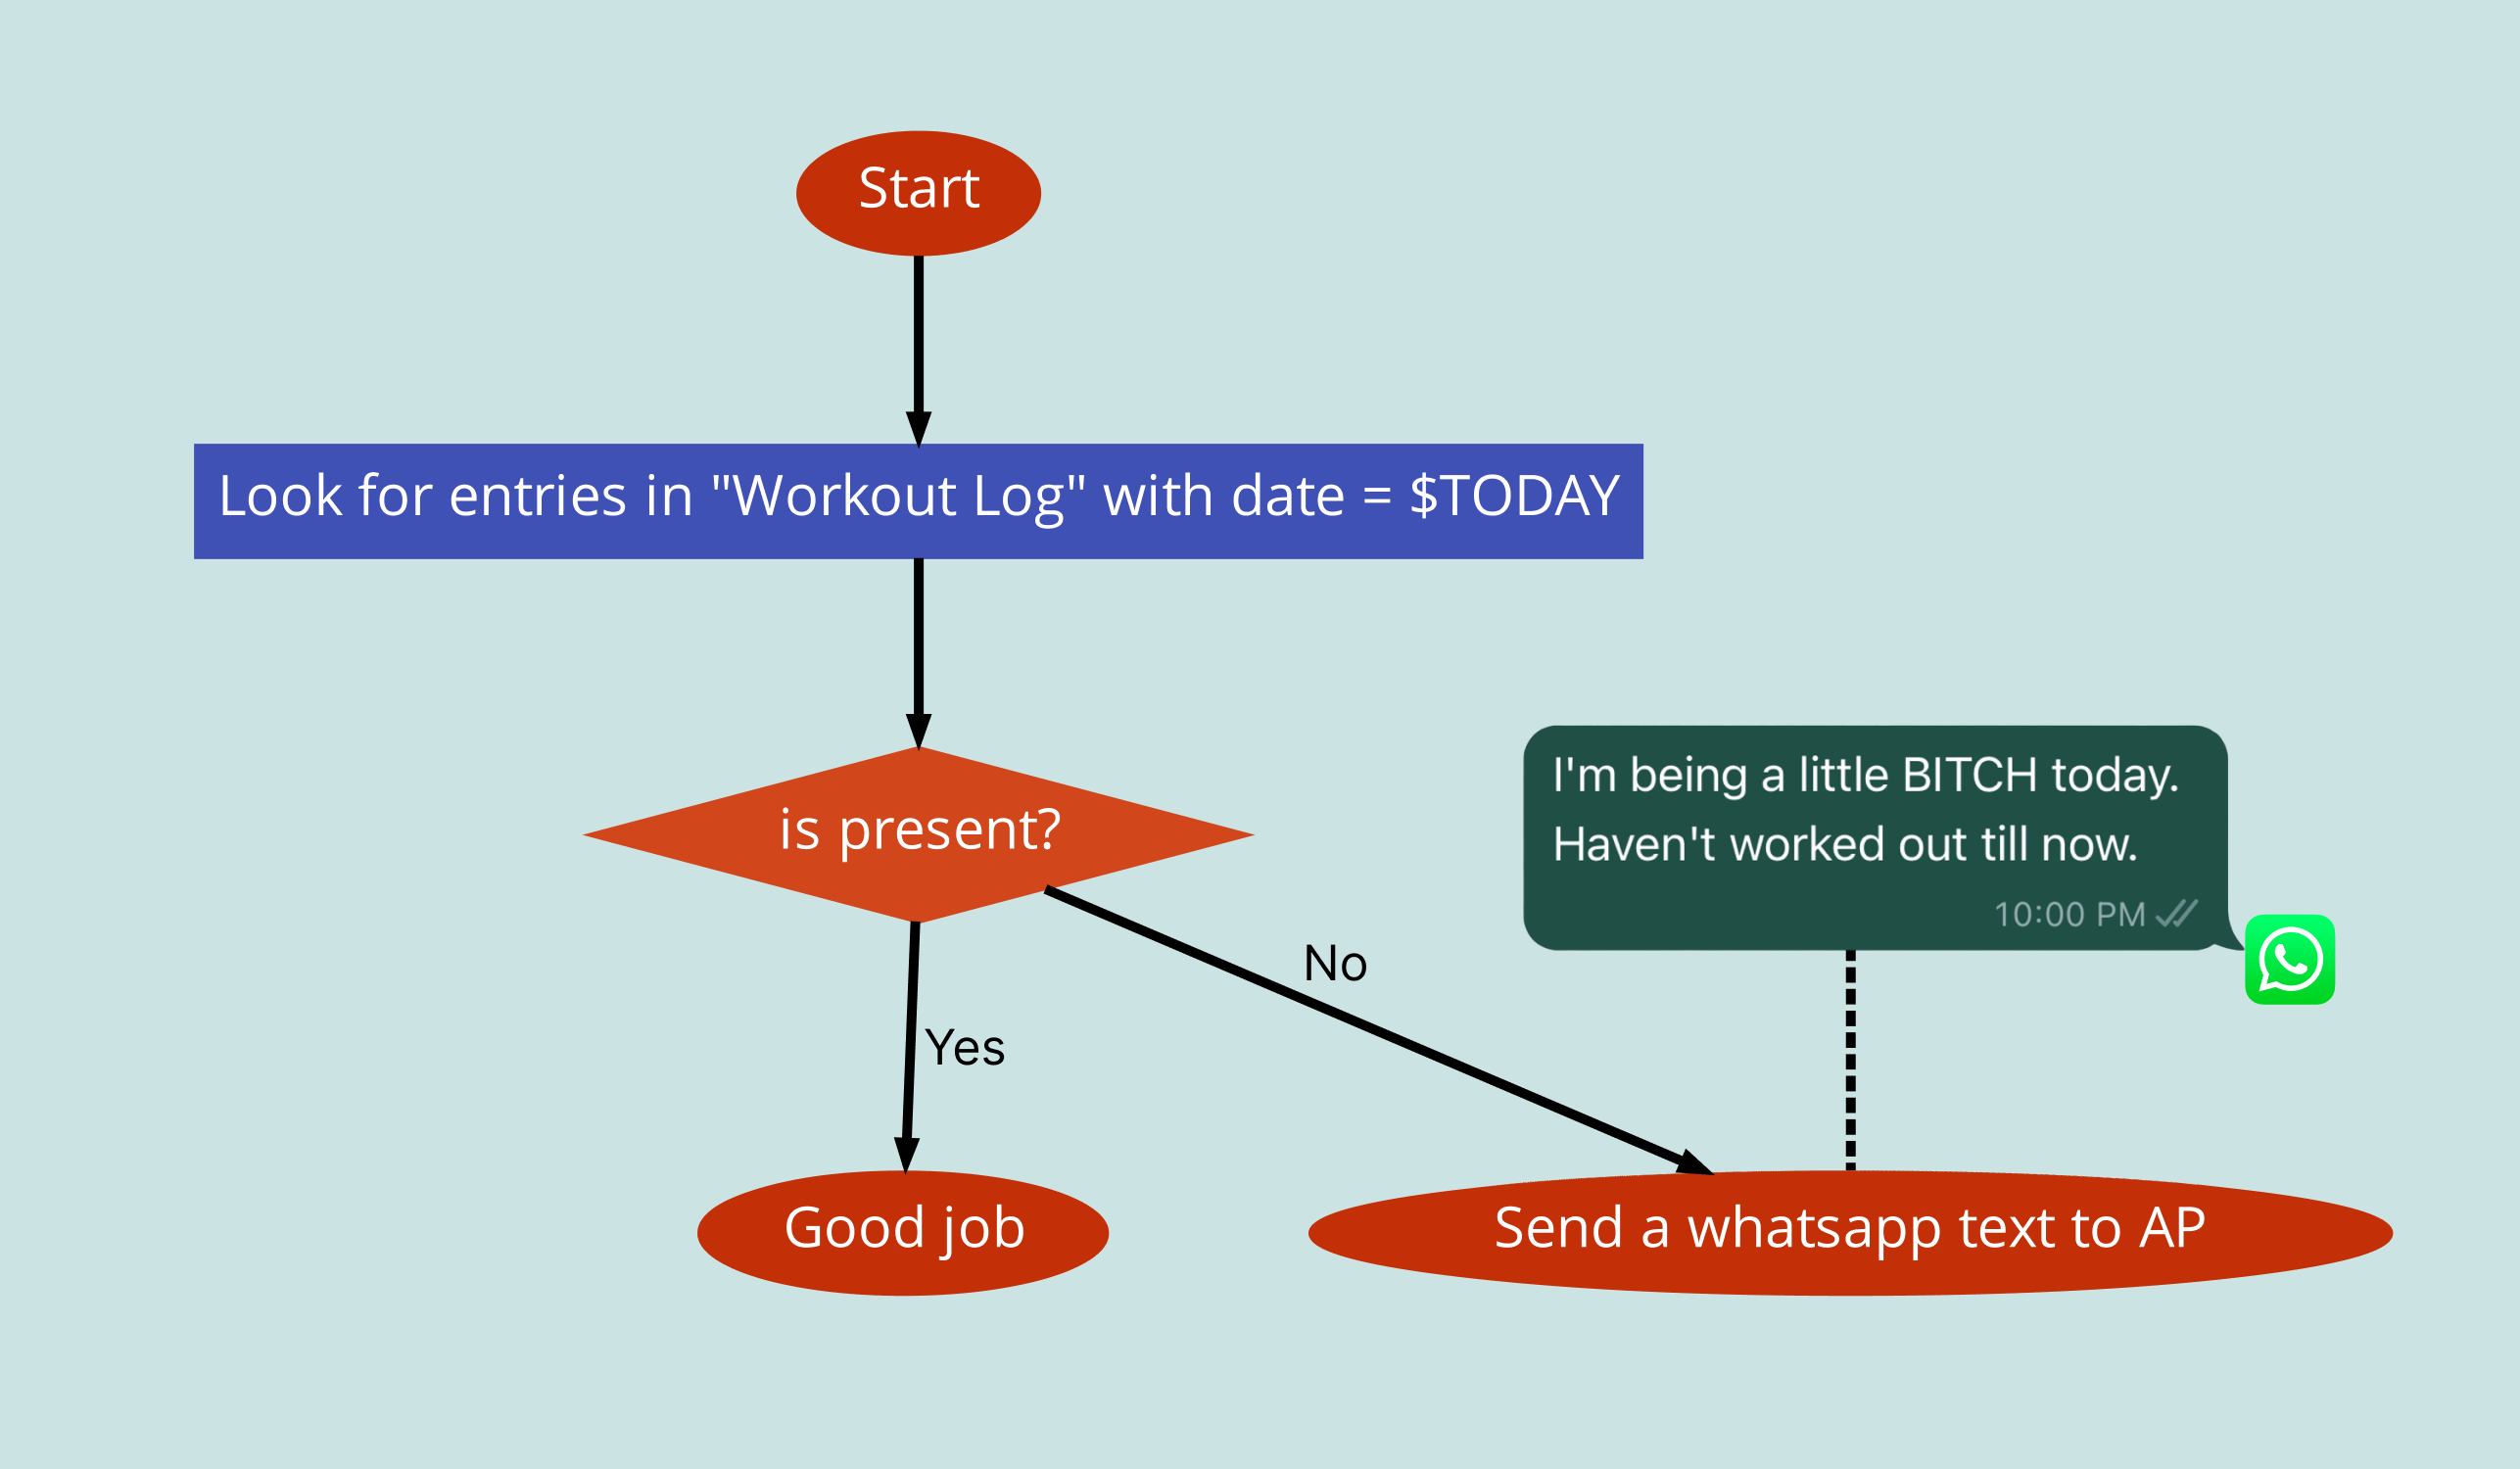 Start
Look for entries in "Workout Log" with date = $TODAY
is present?
I'm being a little BITCH today.
Haven't worked out till now.
10:00 PM
No
Yes
Good job
Send a whatsapp text to AP